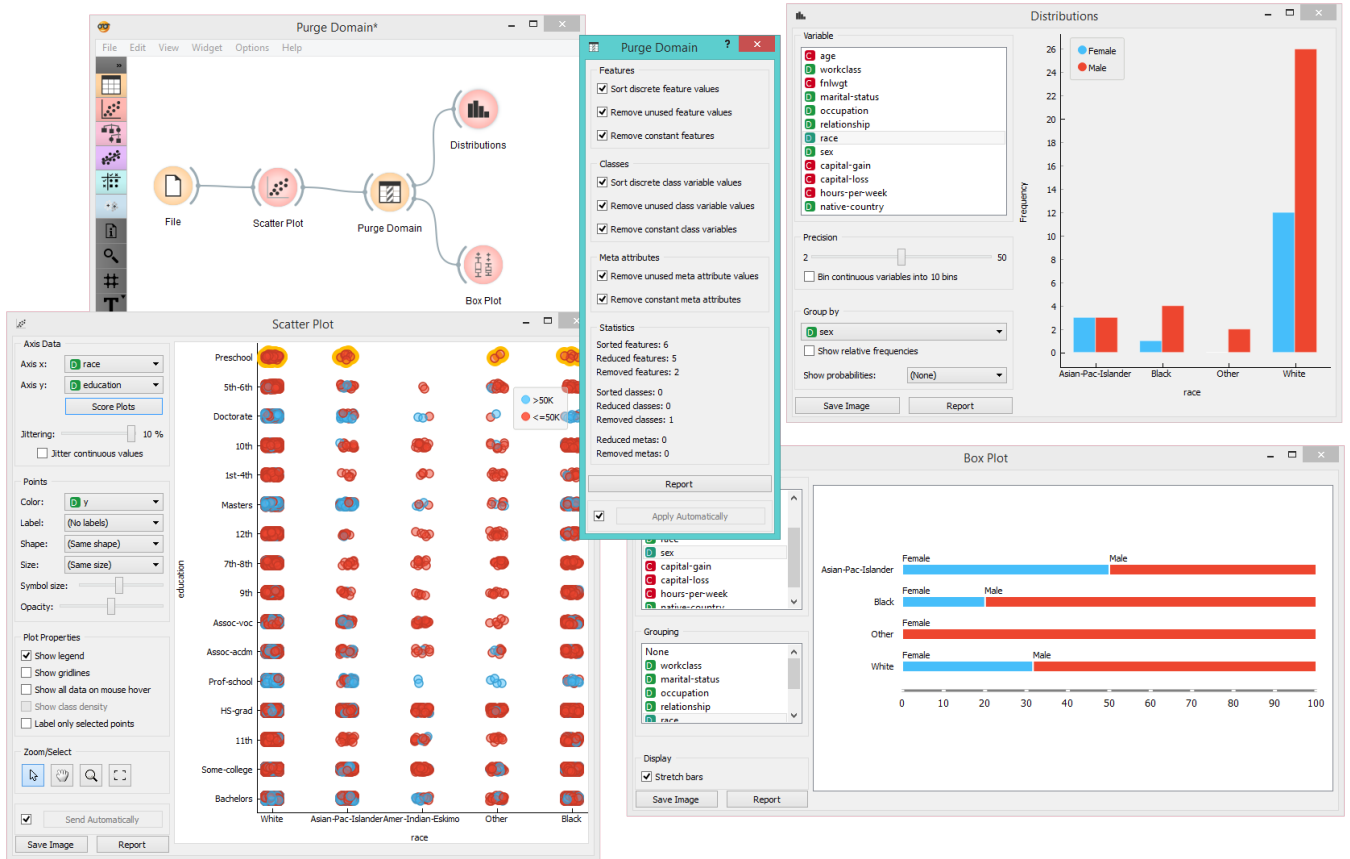 Purge Domain*
File Edit View Widget Options Help
File
Scatter Plot
Purge Domain
Distributions
Box Plot
Purge Domain
?
Features
Sort discrete feature values
Remove unused feature values
Remove constant features
Classes
Sort discrete class variable values
Remove unused class variable values
Remove constant class variables
Meta attributes
Remove unused meta attribute values
Remove constant meta attributes
Statistics
Sorted features: 6
Reduced features: 5
Removed features: 2
Sorted classes: 0
Reduced classes: 0
Removed classes: 1
Reduced metas: 0
Removed metas: 0
Report
Apply Automatically
Distributions
Variable
C age
D workclass
C fnlwgt
D marital-status
D occupation
D relationship
D race
D sex
C capital-gain
C capital-loss
C hours-per-week
D native-country
Precision
2 50
Bin continuous variables into 10 bins
Group by
D sex
Show relative frequencies
Show probabilities: (None)
Save Image Report
Female
Male
26
24
22
20
18
16
14
12
10
8
6
4
2
0
Frequency
Asian-Pac-Islander Black Other White
race
Scatter Plot
Axis Data
Axis x: D race
Axis y: D education
Score Plots
Jittering: 10 %
Jitter continuous values
Points
Color: D y
Label: (No labels)
Shape: (Same shape)
Size: (Same size)
Symbol size:
Opacity:
Plot Properties
Show legend
Show gridlines
Show all data on mouse hover
Show class density
Label only selected points
Zoom/Select
Send Automatically
Save Image Report
education
Preschool
5th-6th
Doctorate
10th
1st-4th
Masters
12th
7th-8th
9th
Assoc-voc
Assoc-acdm
Prof-school
HS-grad
11th
Some-college
Bachelors
>50K
<=50K
White Asian-Pac-Islander Amer-Indian-Eskimo Other Black
race
Box Plot
D race
D sex
C capital-gain
C capital-loss
C hours-per-week
D native-country
Grouping
None
D workclass
D marital-status
D occupation
D relationship
D race
Display
Stretch bars
Save Image Report
Female Male
Asian-Pac-Islander
Female Male
Black
Female
Other
Female Male
White
0 10 20 30 40 50 60 70 80 90 100